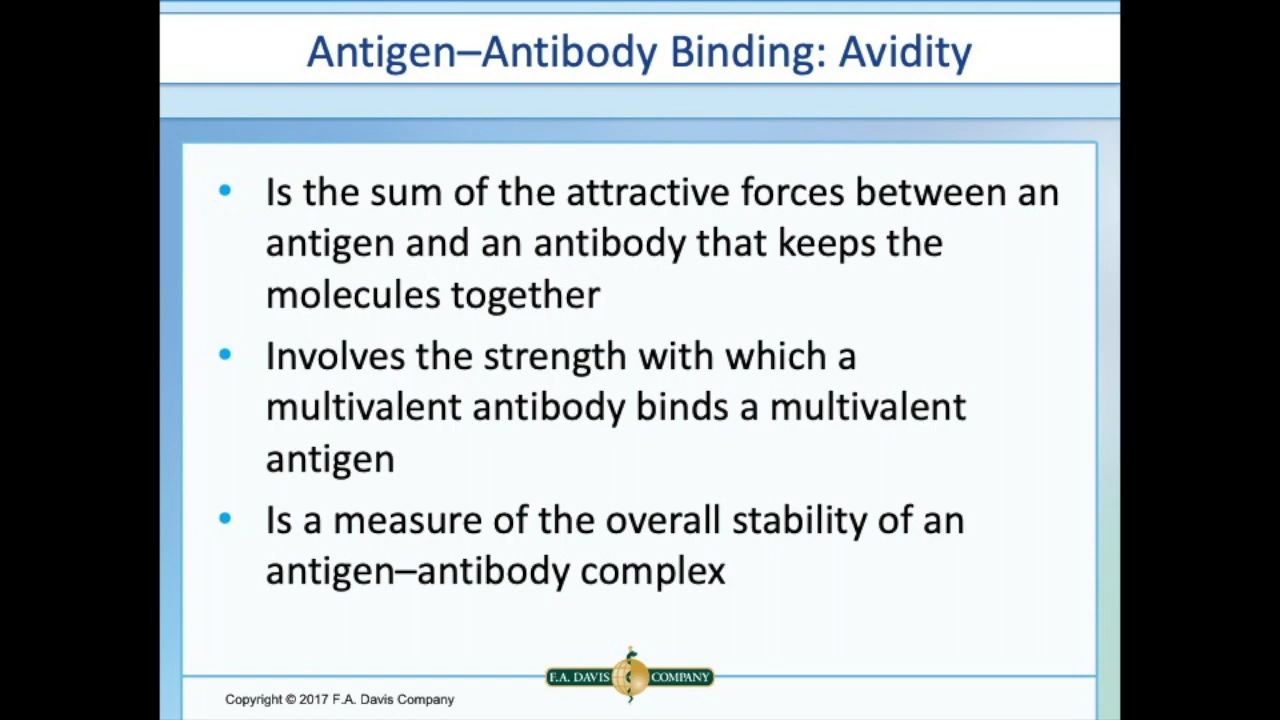 Antigen–Antibody Binding: Avidity
• Is the sum of the attractive forces between an
antigen and an antibody that keeps the
molecules together
• Involves the strength with which a
multivalent antibody binds a multivalent
antigen
• Is a measure of the overall stability of an
antigen–antibody complex
F.A. DAVIS COMPANY
Copyright © 2017 F.A. Davis Company